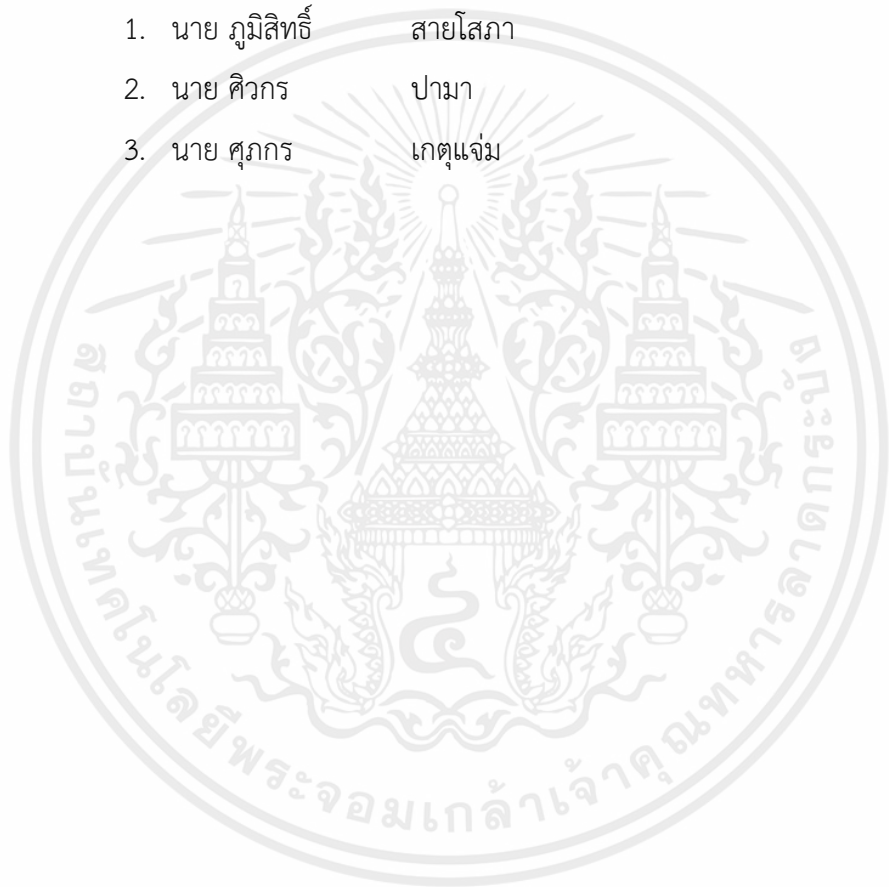 1. นาย ภูมิสิทธิ์ สายโสภา
2. นาย ศิวกร ปามา
3. นาย ศุภกร เกตุแจ่ม
สถาบันเทคโนโลยีพระจอมเกล้าเจ้าคุณทหารลาดกระบัง